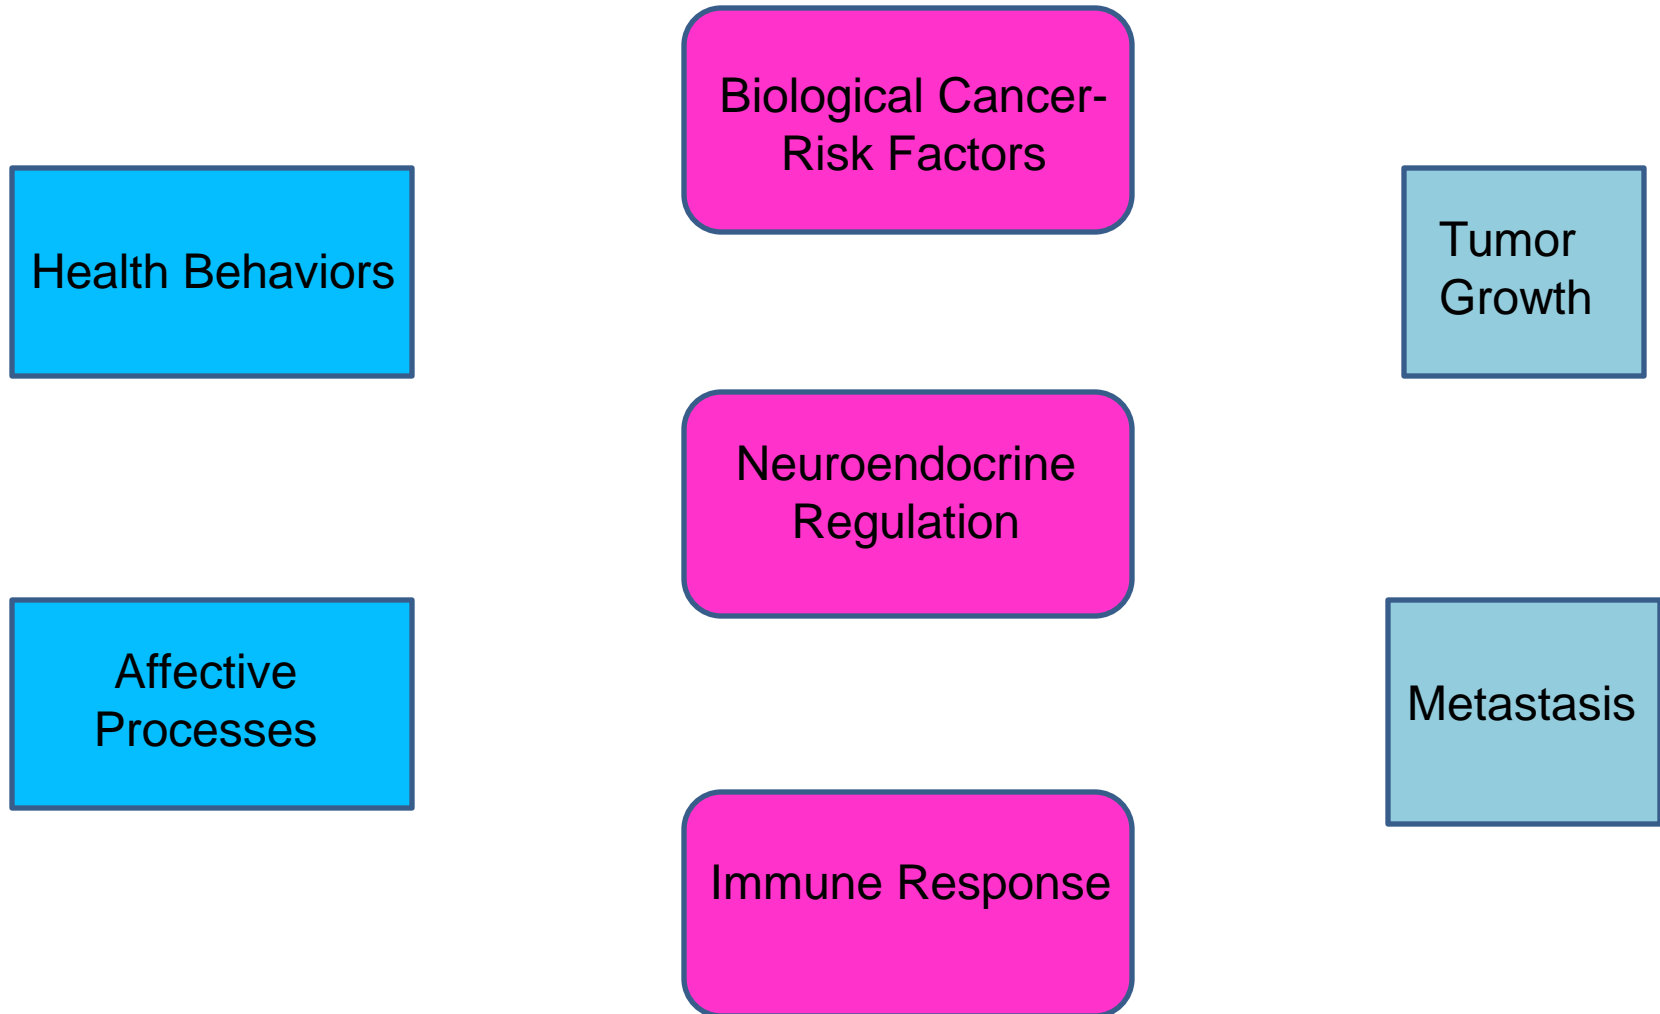 Biological Cancer-
Risk Factors
Health Behaviors
Tumor
Growth
Neuroendocrine
Regulation
Affective
Processes
Metastasis
Immune Response